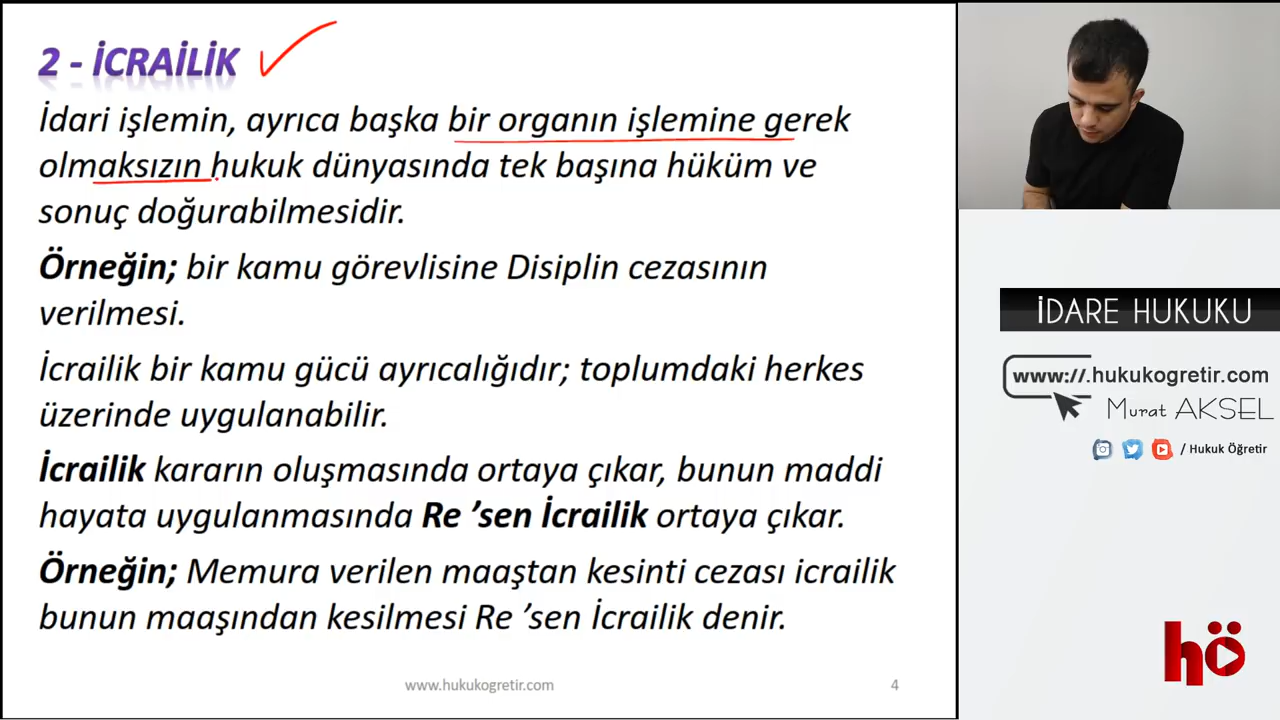 2 - İCRAİLİK
İdari işlemin, ayrıca başka bir organın işlemine gerek
olmaksızın hukuk dünyasında tek başına hüküm ve
sonuç doğurabilmesidir.
Örneğin; bir kamu görevlisine Disiplin cezasının
verilmesi.
İcrailik bir kamu gücü ayrıcalığıdır; toplumdaki herkes
üzerinde uygulanabilir.
İcrailik kararın oluşmasında ortaya çıkar, bunun maddi
hayata uygulanmasında Re ’sen İcrailik ortaya çıkar.
Örneğin; Memura verilen maaştan kesinti cezası icrailik
bunun maaşından kesilmesi Re ’sen İcrailik denir.
www.hukukogretir.com
4
İDARE HUKUKU
www://.hukukogretir.com
Murat AKSEL
/ Hukuk Öğretir
hö